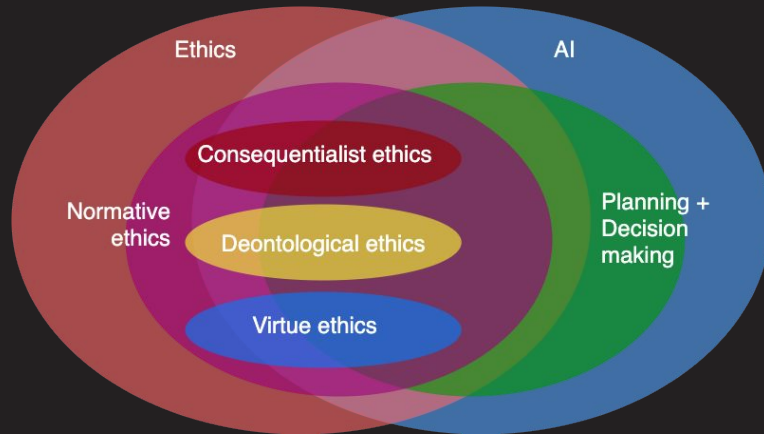 Ethics
AI
Consequentialist ethics
Normative
ethics
Deontological ethics
Planning +
Decision
making
Virtue ethics